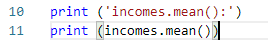 10 print ('incomes.mean():')
11 print (incomes.mean())